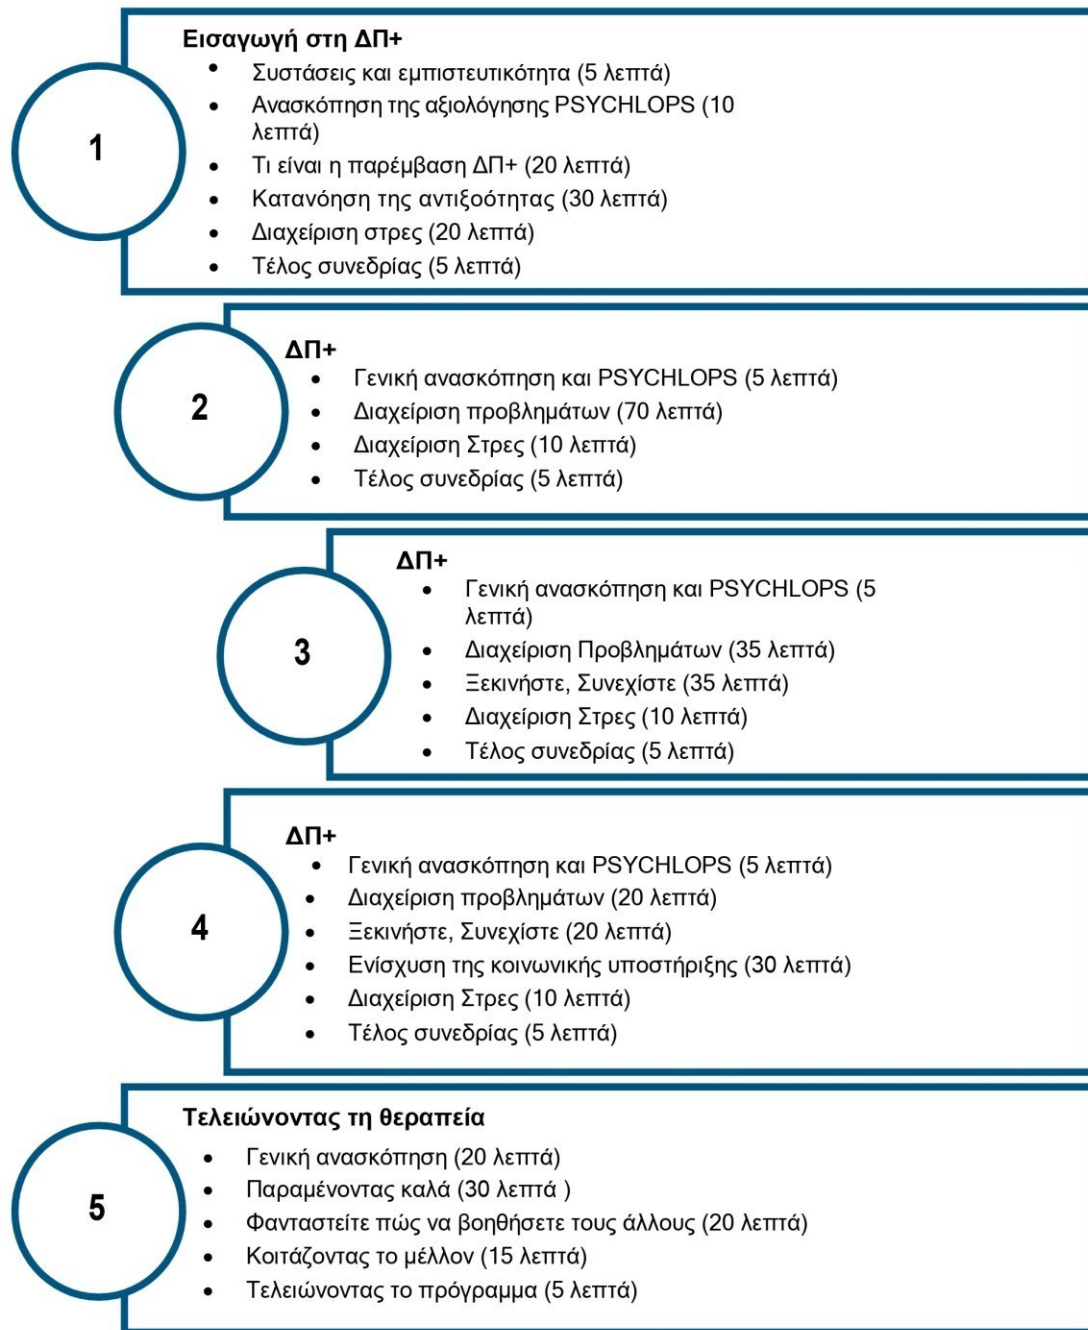 1
Εισαγωγή στη ΔΠ+
• Συστάσεις και εμπιστευτικότητα (5 λεπτά)
• Ανασκόπηση της αξιολόγησης PSYCHLOPS (10
λεπτά)
• Τι είναι η παρέμβαση ΔΠ+ (20 λεπτά)
• Κατανόηση της αντιξοότητας (30 λεπτά)
• Διαχείριση στρες (20 λεπτά)
• Τέλος συνεδρίας (5 λεπτά)
2
ΔΠ+
• Γενική ανασκόπηση και PSYCHLOPS (5 λεπτά)
• Διαχείριση προβλημάτων (70 λεπτά)
• Διαχείριση Στρες (10 λεπτά)
• Τέλος συνεδρίας (5 λεπτά)
3
ΔΠ+
• Γενική ανασκόπηση και PSYCHLOPS (5
λεπτά)
• Διαχείριση Προβλημάτων (35 λεπτά)
• Ξεκινήστε, Συνεχίστε (35 λεπτά)
• Διαχείριση Στρες (10 λεπτά)
• Τέλος συνεδρίας (5 λεπτά)
4
ΔΠ+
• Γενική ανασκόπηση και PSYCHLOPS (5 λεπτά)
• Διαχείριση προβλημάτων (20 λεπτά)
• Ξεκινήστε, Συνεχίστε (20 λεπτά)
• Ενίσχυση της κοινωνικής υποστήριξης (30 λεπτά)
• Διαχείριση Στρες (10 λεπτά)
• Τέλος συνεδρίας (5 λεπτά)
5
Τελειώνοντας τη θεραπεία
• Γενική ανασκόπηση (20 λεπτά)
• Παραμένοντας καλά (30 λεπτά )
• Φανταστείτε πώς να βοηθήσετε τους άλλους (20 λεπτά)
• Κοιτάζοντας το μέλλον (15 λεπτά)
• Τελειώνοντας το πρόγραμμα (5 λεπτά)